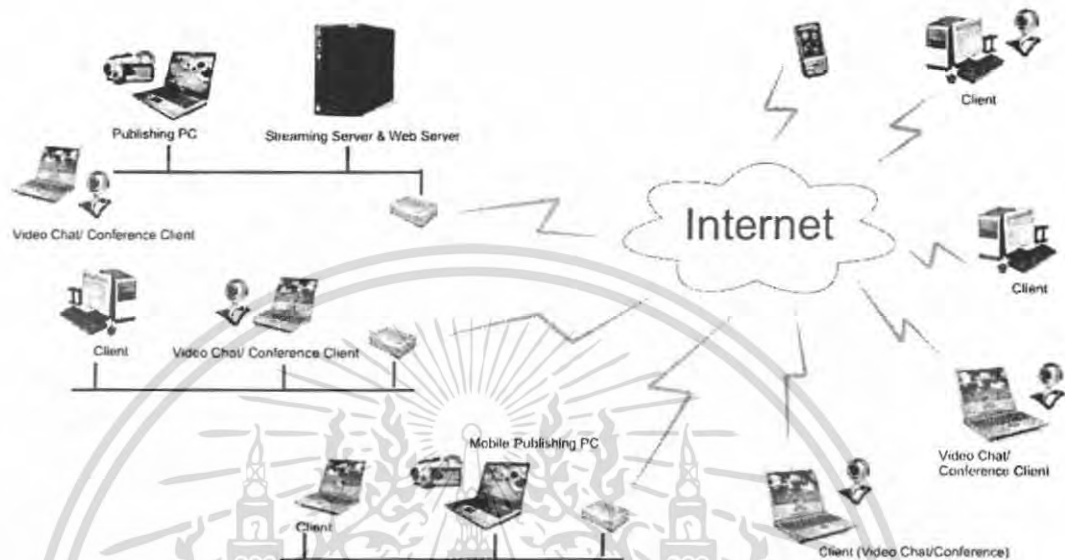 Publishing PC
Streaming Server & Web Server
Client
Video Chat/ Conference Client
Internet
Client
Client
Video Chat/ Conference Client
Mobile Publishing PC
Video Chat/
Conference Client
Client
Client (Video Chat/Conference)